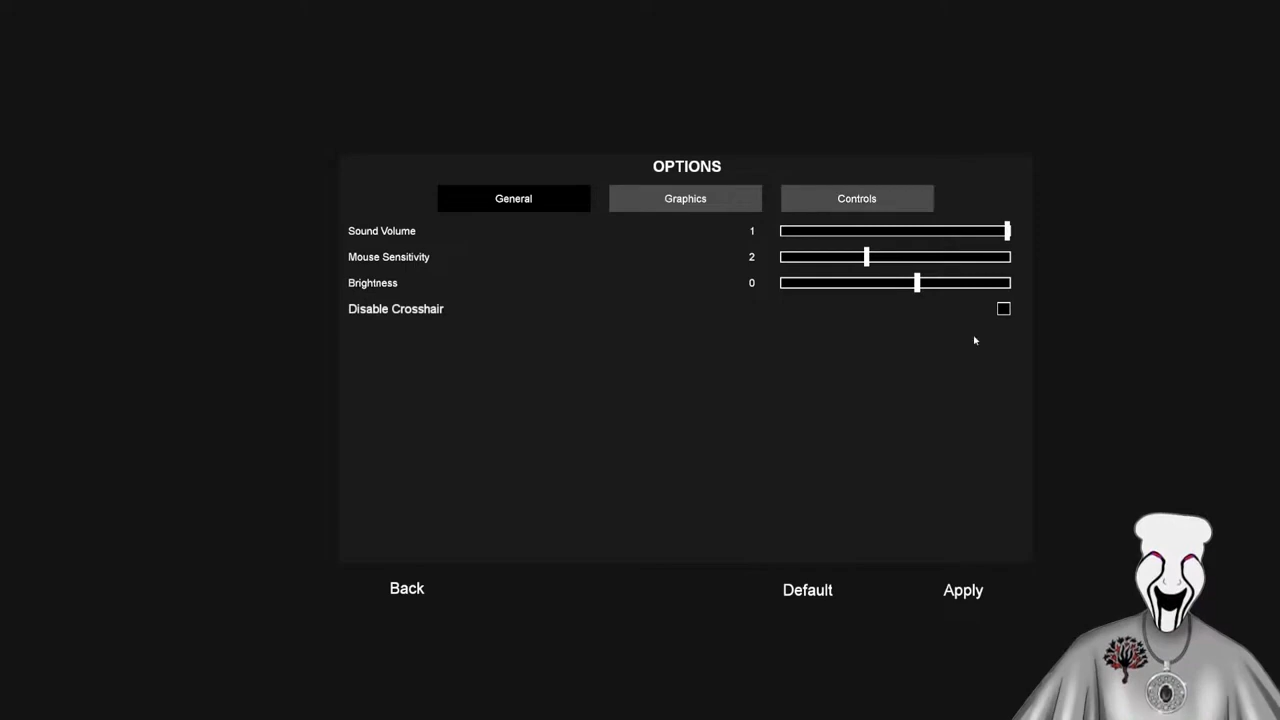 OPTIONS
General Graphics Controls
Sound Volume 1
Mouse Sensitivity 2
Brightness 0
Disable Crosshair
Back Default Apply